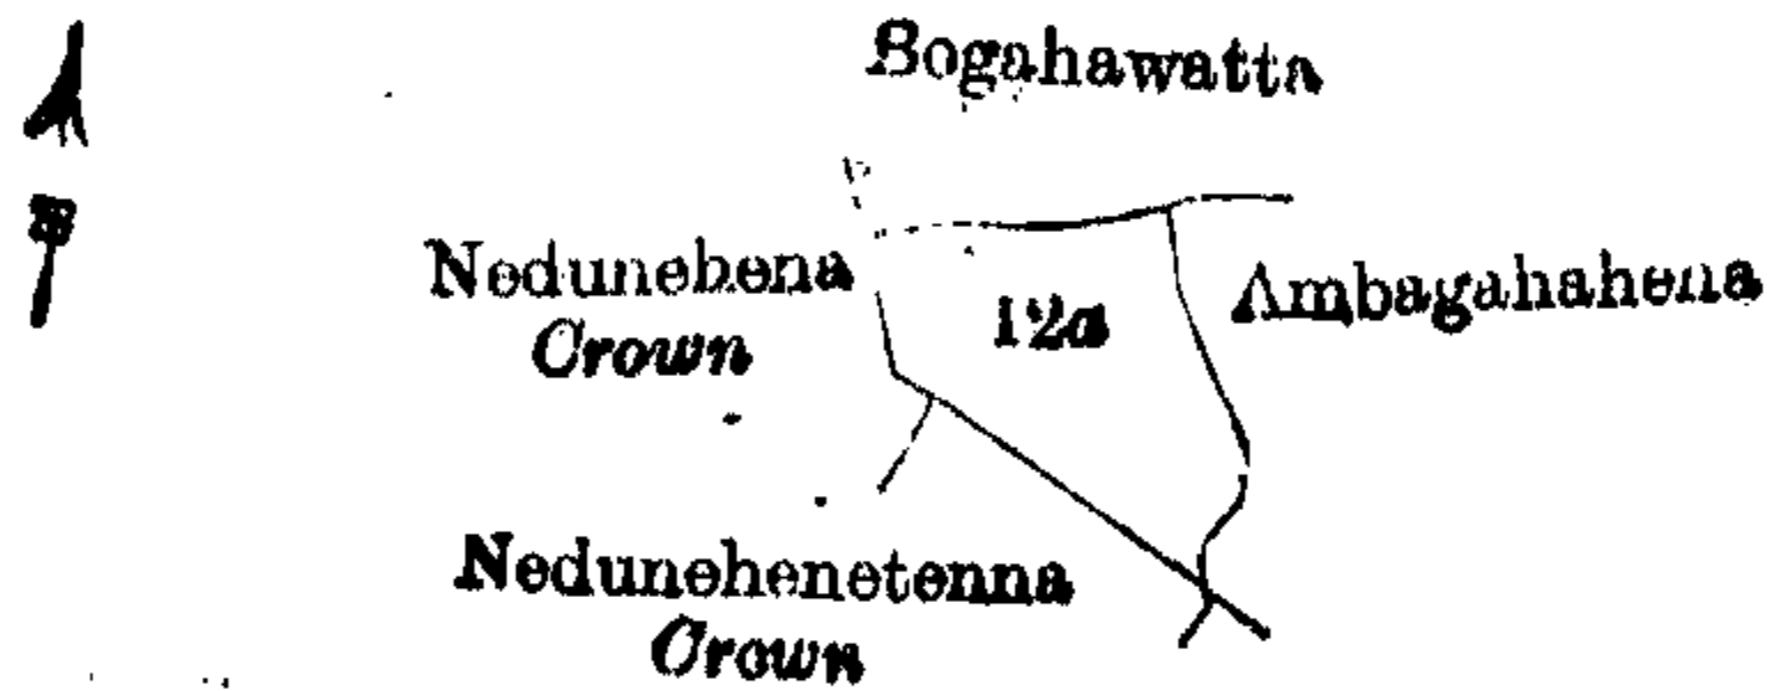 Bogahawatta
Nedunehena
Crown
12a
Ambagahahena
Nedunehenetenna
Crown